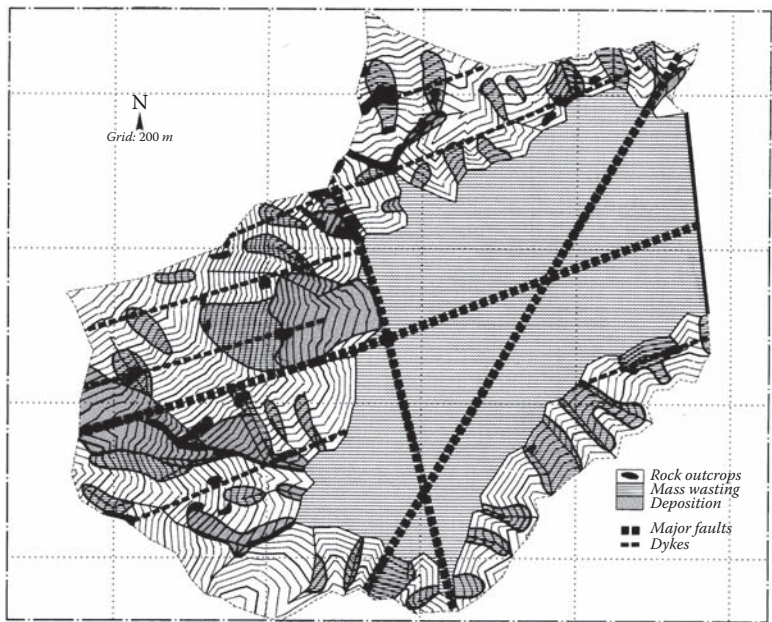 N
Grid: 200 m
Rock outcrops
Mass wasting
Deposition
Major faults
Dykes